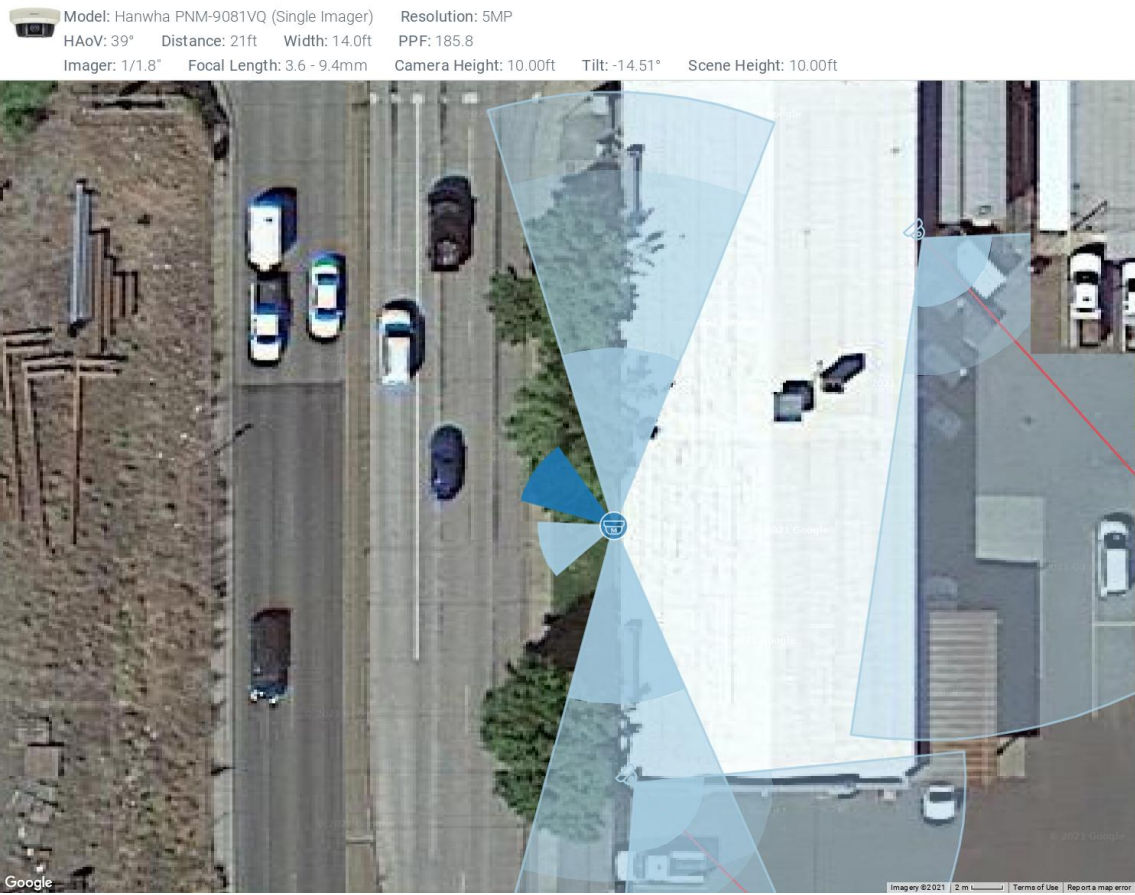 Model: Hanwha PNM-9081VQ (Single Imager) Resolution: 5MP
HAoV: 39° Distance: 21ft Width: 14.0ft PPF: 185.8
Imager: 1/1.8" Focal Length: 3.6 - 9.4mm Camera Height: 10.00ft Tilt: -14.51° Scene Height: 10.00ft
M
© 2021 Google
Google Imagery ©2021 2 m Terms of Use Report a map error